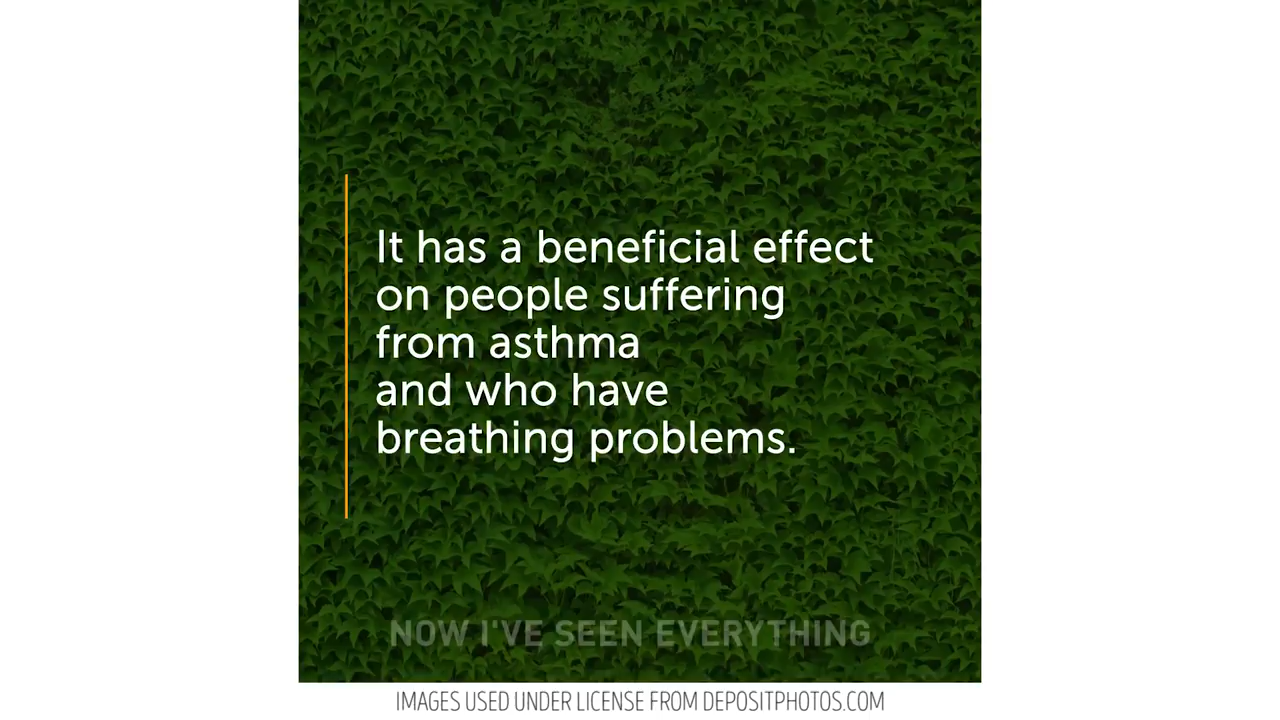 It has a beneficial effect
on people suffering
from asthma
and who have
breathing problems.
NOW I'VE SEEN EVERYTHING
IMAGES USED UNDER LICENSE FROM DEPOSITPHOTOS.COM